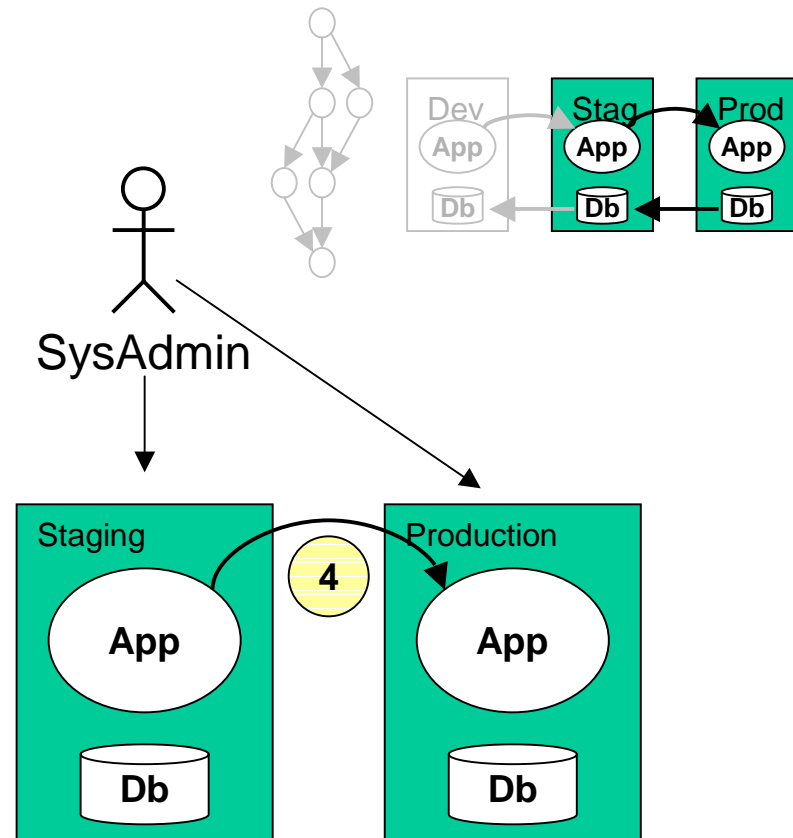 Dev Stag Prod
App App App
Db Db Db
SysAdmin
Staging Production
4
App App
Db Db